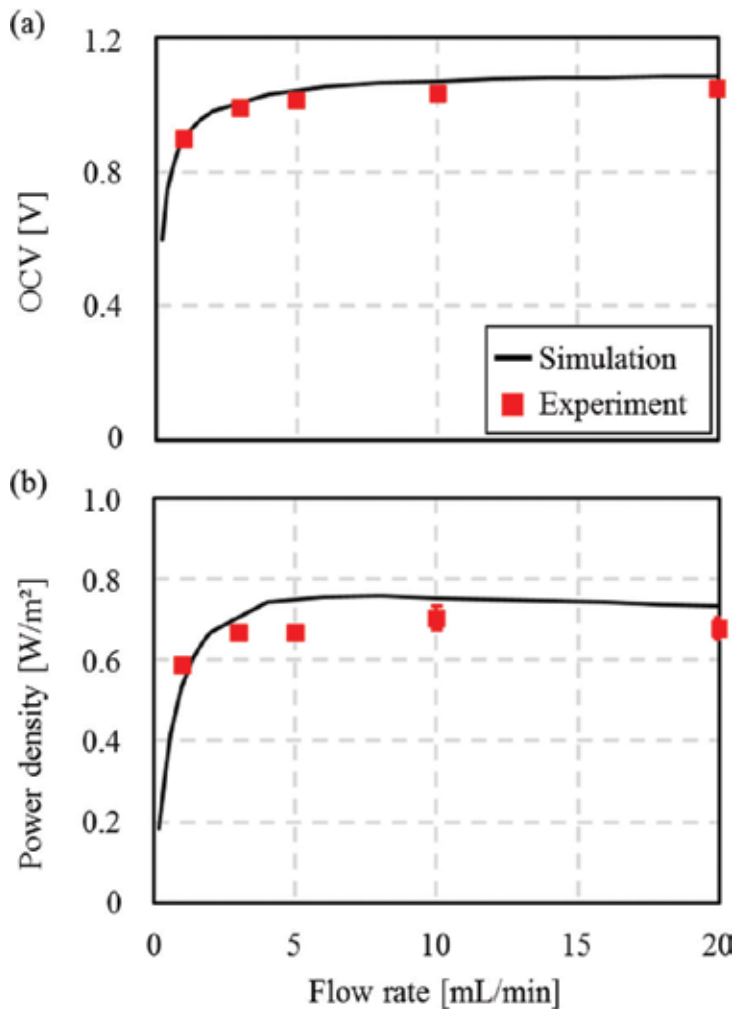 (a)
1.2
0.8
0.4
0
OCV [V]
Simulation
Experiment
(b)
1.0
0.8
0.6
0.4
0.2
0
Power density [W/m²]
0 5 10 15 20
Flow rate [mL/min]